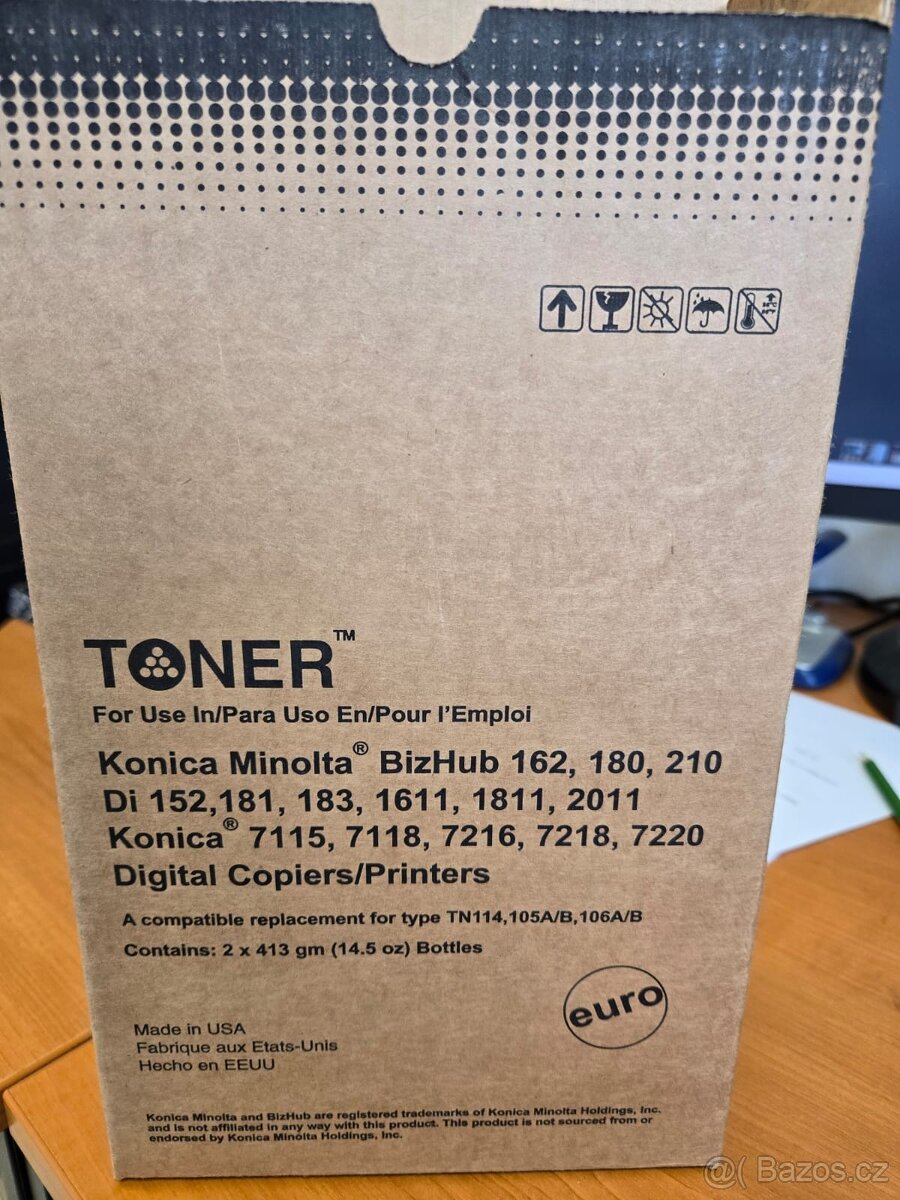 TONER™
For Use In/Para Uso En/Pour l'Emploi
Konica Minolta® BizHub 162, 180, 210
Di 152,181, 183, 1611, 1811, 2011
Konica® 7115, 7118, 7216, 7218, 7220
Digital Copiers/Printers
A compatible replacement for type TN114,105A/B,106A/B
Contains: 2 x 413 gm (14.5 oz) Bottles
euro
Made in USA
Fabrique aux Etats-Unis
Hecho en EEUU
Konica Minolta and BizHub are registered trademarks of Konica Minolta Holdings, Inc.
and is not affiliated in any way with this product. This product is not sourced from or
endorsed by Konica Minolta Holdings, Inc.
@( Bazos.cz